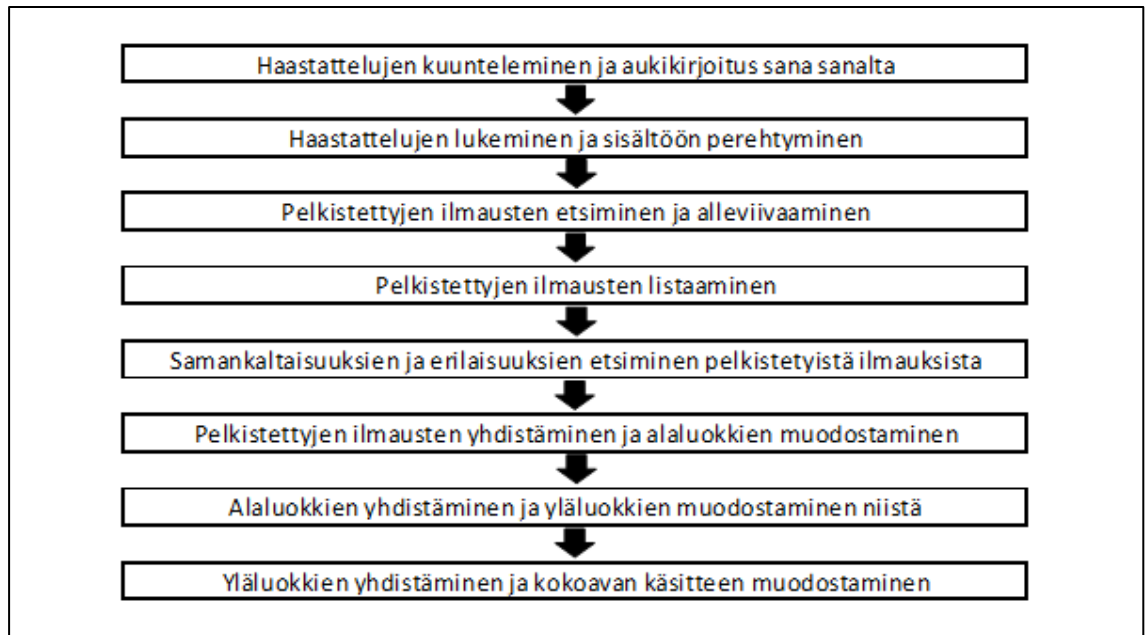 Haastattelujen kuunteleminen ja aukikirjoitus sana sanalta
Haastattelujen lukeminen ja sisältöön perehtyminen
Pelkistettyjen ilmausten etsiminen ja alleviivaaminen
Pelkistettyjen ilmausten listaaminen
Samankaltaisuuksien ja erilaisuuksien etsiminen pelkistetyistä ilmauksista
Pelkistettyjen ilmausten yhdistäminen ja alaluokkien muodostaminen
Alaluokkien yhdistäminen ja yläluokkien muodostaminen niistä
Yläluokkien yhdistäminen ja kokoavan käsitteen muodostaminen